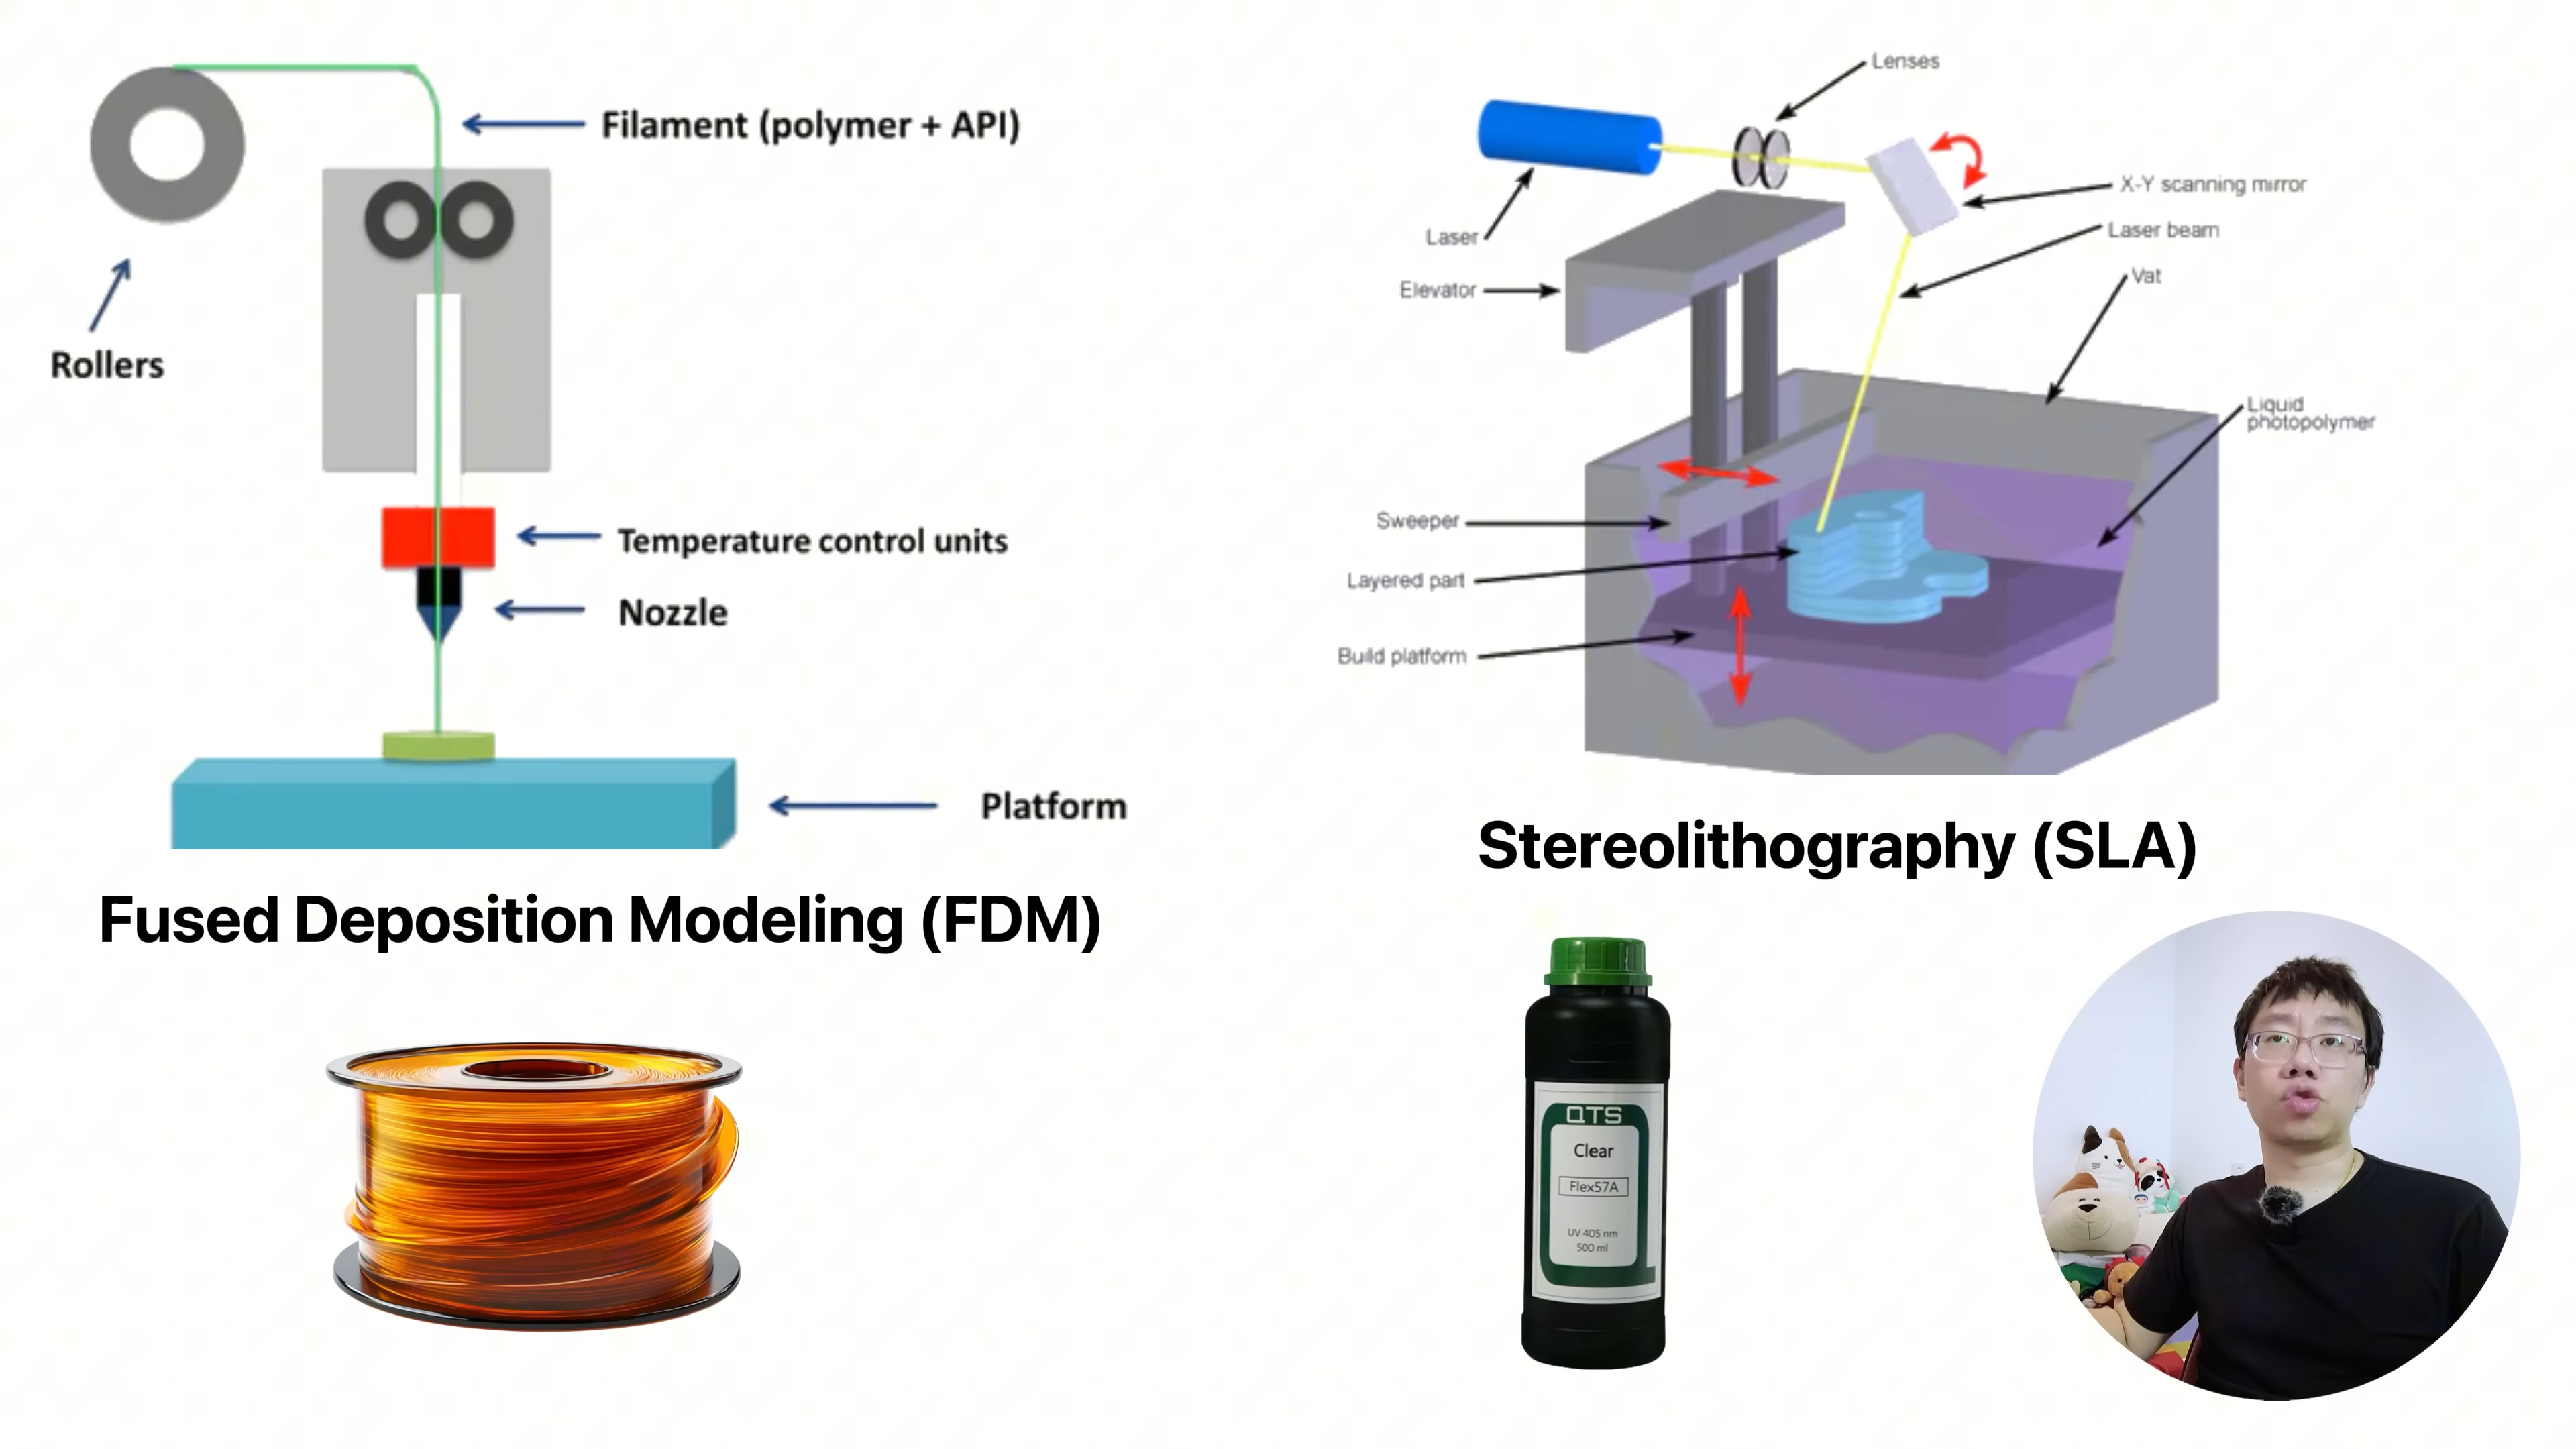 Filament (polymer + API)
Rollers
Temperature control units
Nozzle
Platform
Fused Deposition Modeling (FDM)
Lenses
X-Y scanning mirror
Laser
Laser beam
Elevator
Vat
Liquid
photopolymer
Sweeper
Layered part
Build platform
Stereolithography (SLA)
QTS
Clear
Flex57A
UV 405 nm
500 ml